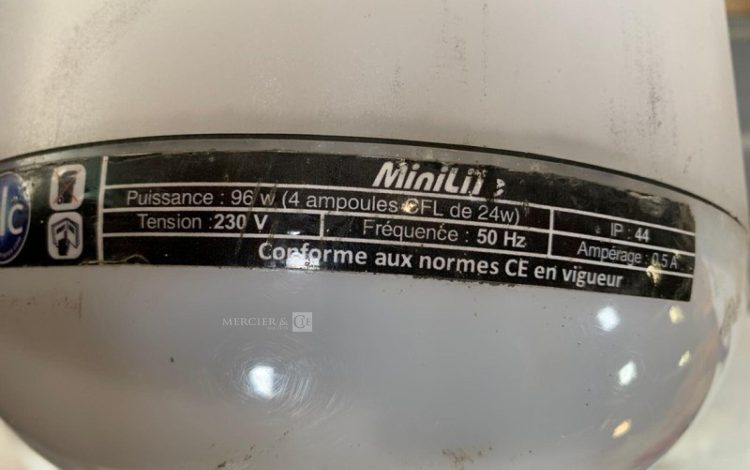 Puissance : 96 w (4 ampoules CFL de 24w)
IP : 44
Tension : 230 V
Fréquence : 50 Hz
Ampérage : 0.5 A
Conforme aux normes CE en vigueur
MERCIER & CIE